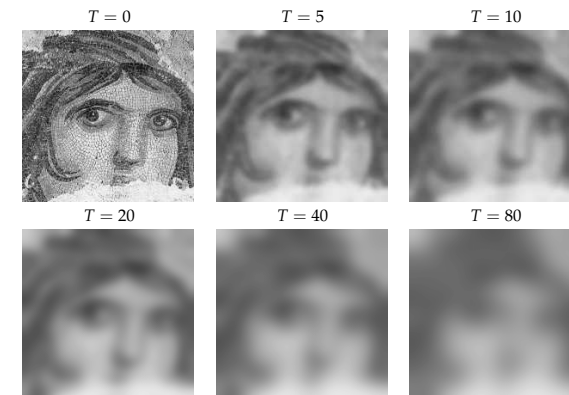 T = 0
T = 5
T = 10
T = 20
T = 40
T = 80